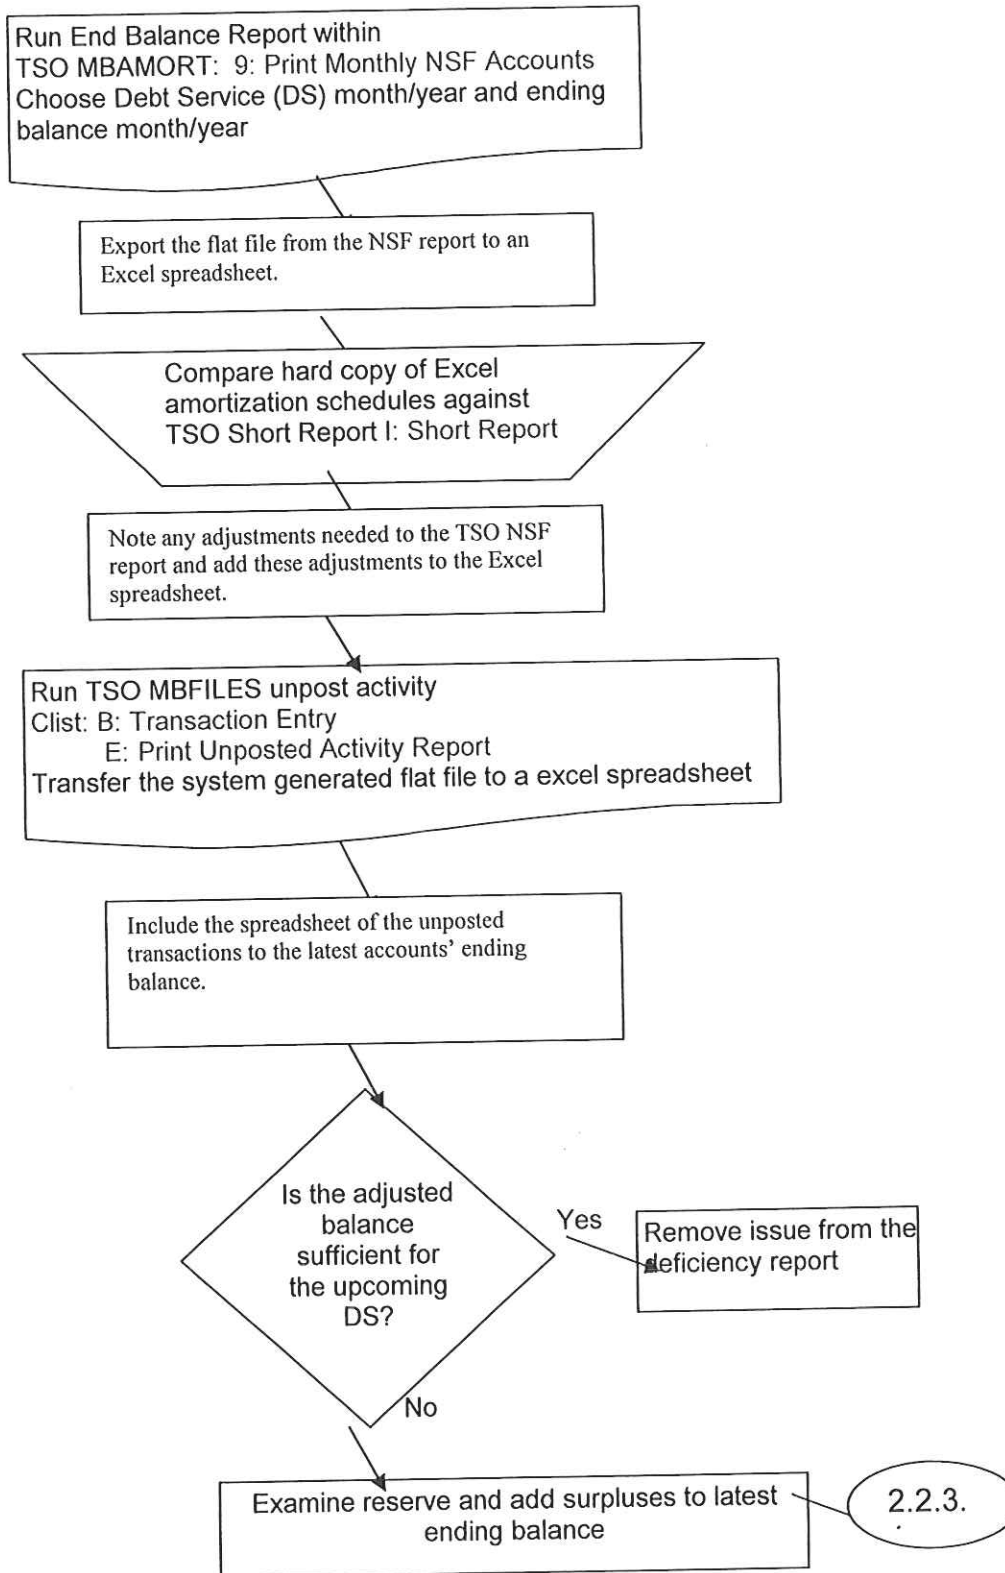 Run End Balance Report within
TSO MBAMORT: 9: Print Monthly NSF Accounts
Choose Debt Service (DS) month/year and ending
balance month/year
Export the flat file from the NSF report to an
Excel spreadsheet.
Compare hard copy of Excel
amortization schedules against
TSO Short Report I: Short Report
Note any adjustments needed to the TSO NSF
report and add these adjustments to the Excel
spreadsheet.
Run TSO MBFILES unpost activity
Clist: B: Transaction Entry
E: Print Unposted Activity Report
Transfer the system generated flat file to a excel spreadsheet
Include the spreadsheet of the unposted
transactions to the latest accounts’ ending
balance.
Is the adjusted
balance
sufficient for
the upcoming
DS?
Yes
Remove issue from the
deficiency report
No
Examine reserve and add surpluses to latest
ending balance
2.2.3.